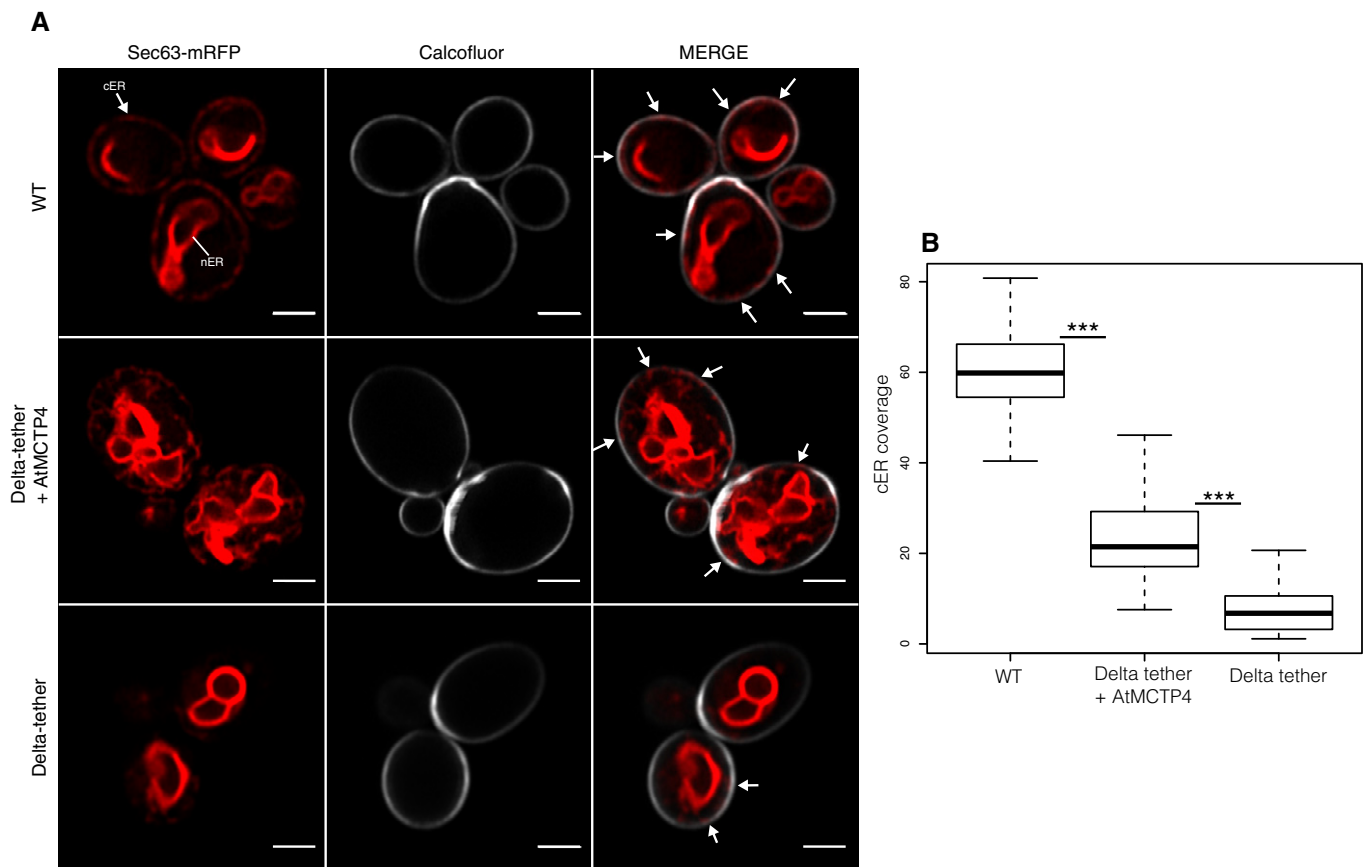 A
Sec63-mRFP
Calcofluor
MERGE
WT
cER
nER
Delta-tether
+ AtMCTP4
Delta-tether
B
cER coverage
80
60
40
20
0
***
***
WT
Delta tether
+ AtMCTP4
Delta tether